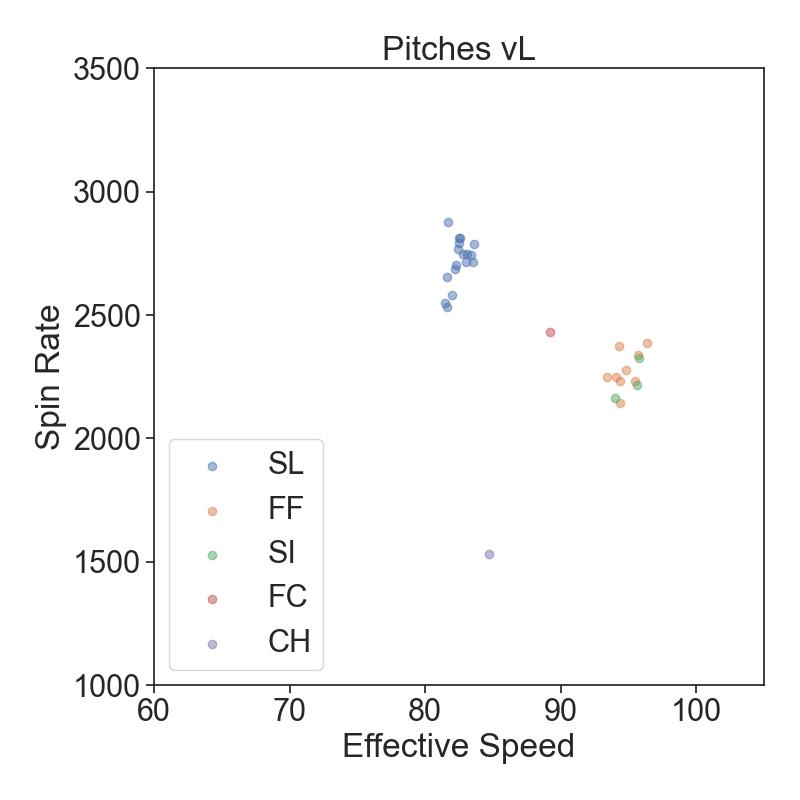 Pitches vL
3500
3000
2500
2000
1500
1000
Spin Rate
SL
FF
SI
FC
CH
60 70 80 90 100
Effective Speed